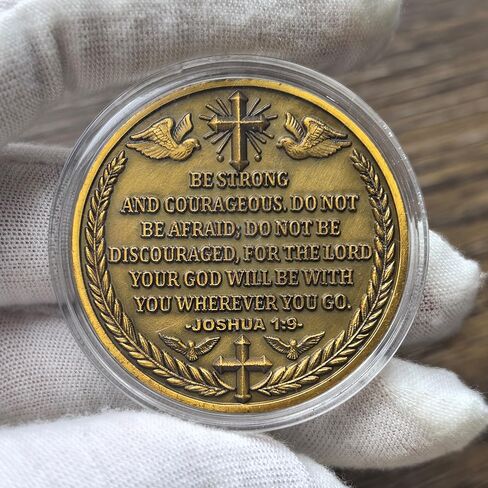 BE STRONG
AND COURAGEOUS. DO NOT
BE AFRAID; DO NOT BE
DISCOURAGED, FOR THE LORD
YOUR GOD WILL BE WITH
YOU WHEREVER YOU GO.
-JOSHUA 1:9-